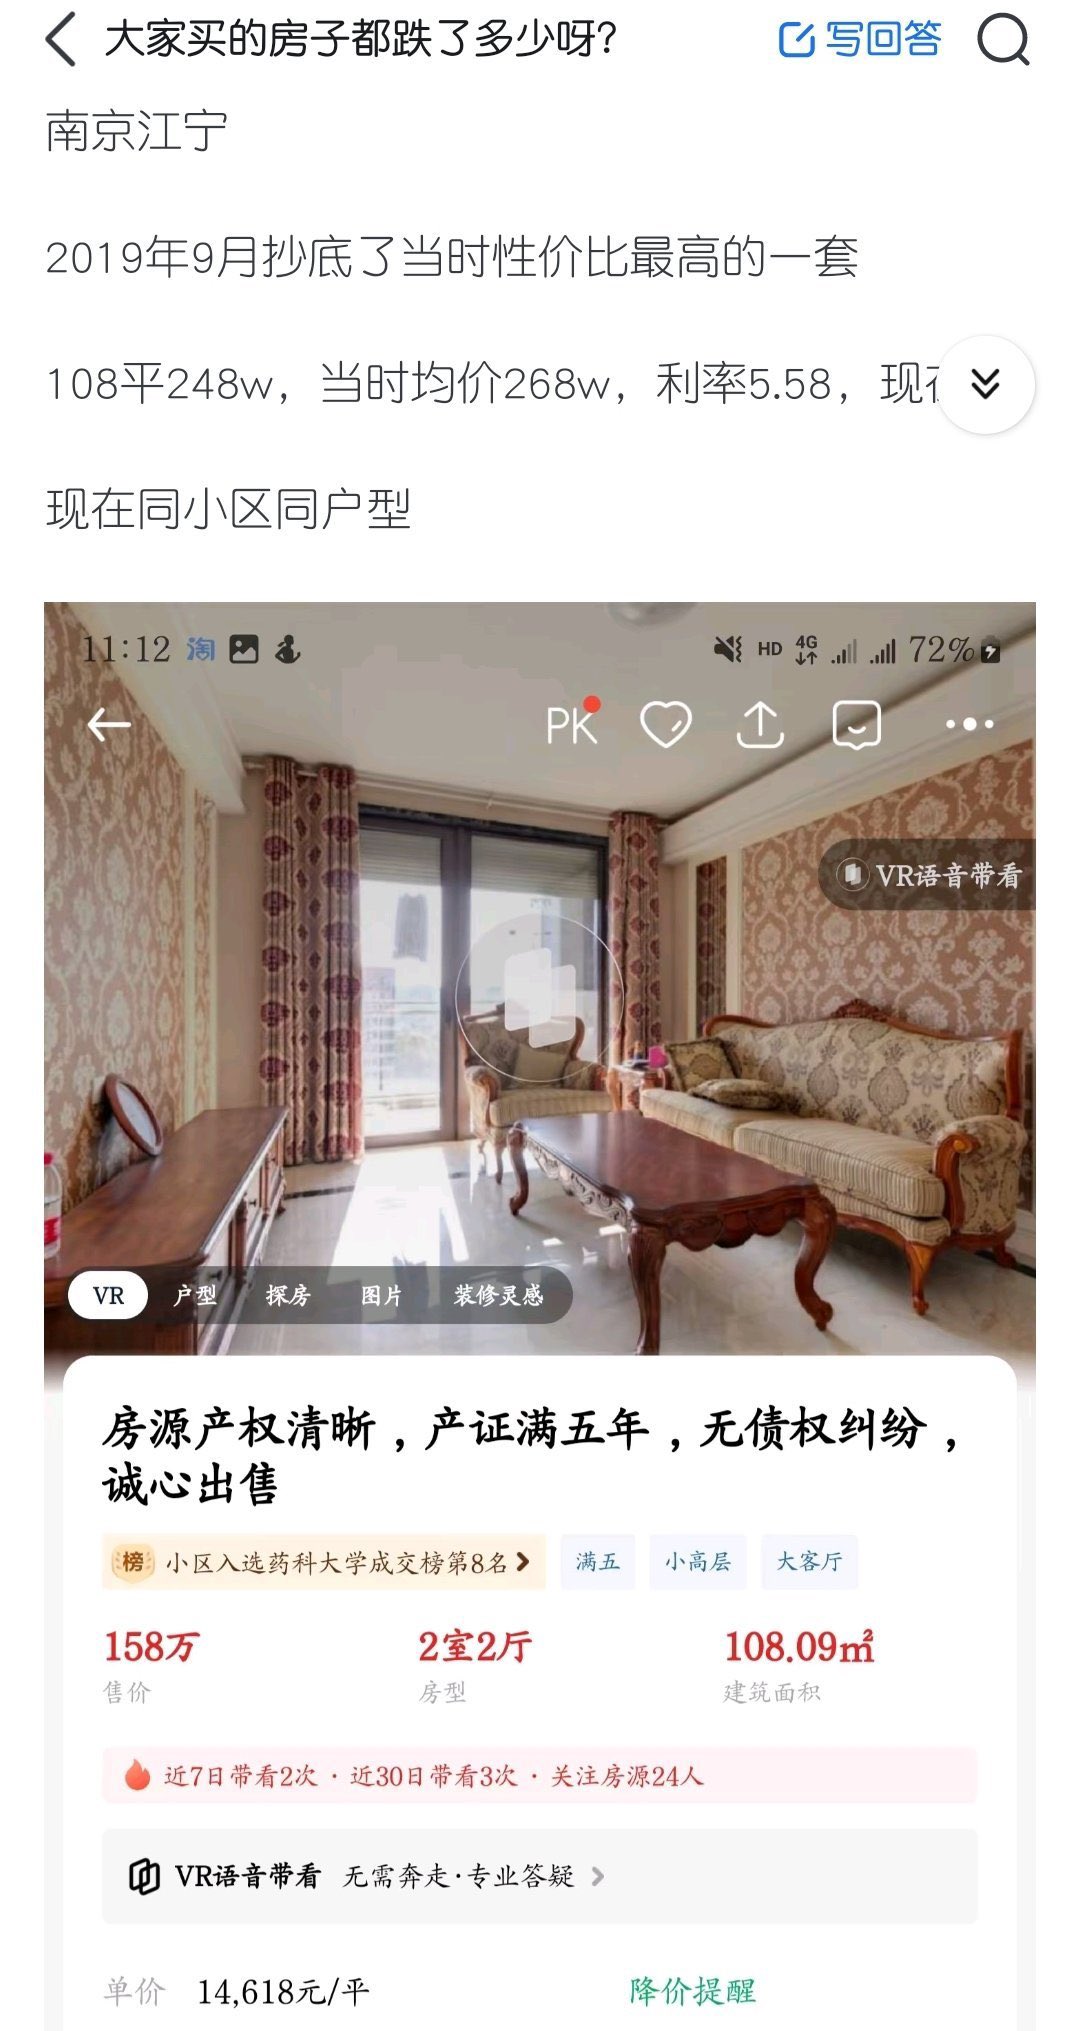 大家买的房子都跌了多少呀?
写回答
南京江宁
2019年9月抄底了当时性价比最高的一套
108平248w，当时均价268w，利率5.58，现在
现在同小区同户型
11:12 淘 HD 4G 72%
PK
VR语音带看
VR 户型 探房 图片 装修灵感
房源产权清晰，产证满五年，无债权纠纷，
诚心出售
榜 小区入选药科大学成交榜第8名 满五 小高层 大客厅
158万 2室2厅 108.09㎡
售价 房型 建筑面积
近7日带看2次 · 近30日带看3次 · 关注房源24人
VR语音带看 无需奔走·专业答疑
单价 14,618元/平 降价提醒